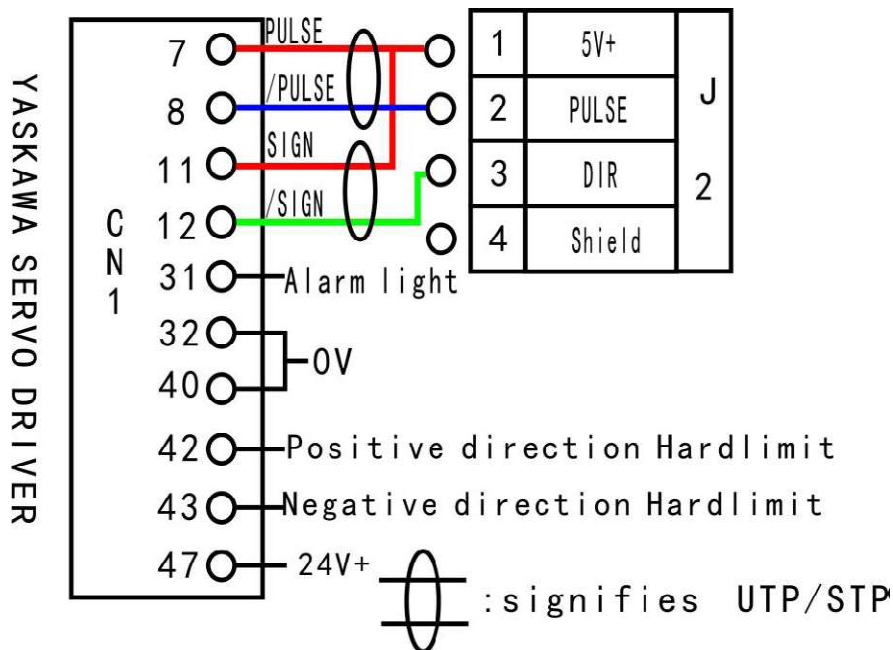 YASKAWA SERVO DRIVER
CN1
7 PULSE
8 /PULSE
11 SIGN
12 /SIGN
31 Alarm light
32
40
0V
42 Positive direction Hardlimit
43 Negative direction Hardlimit
47 24V+
1 5V+
2 PULSE
3 DIR
4 Shield
J2
:signifies UTP/STP